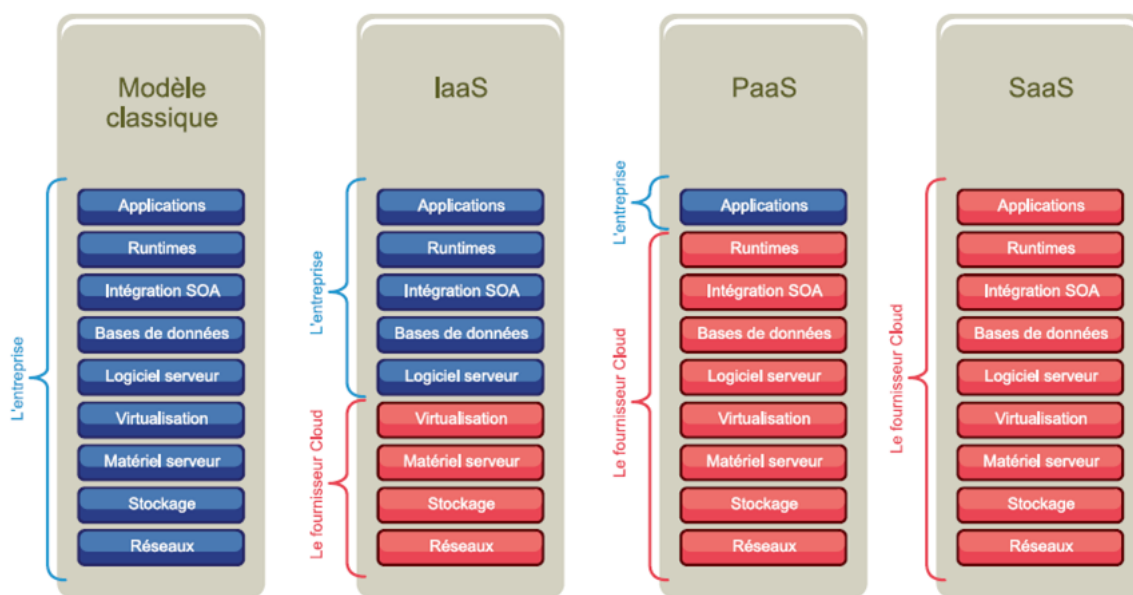 Modèle
classique
L'entreprise
Applications
Runtimes
Intégration SOA
Bases de données
Logiciel serveur
Virtualisation
Matériel serveur
Stockage
Réseaux
IaaS
L'entreprise
Applications
Runtimes
Intégration SOA
Bases de données
Logiciel serveur
Le fournisseur Cloud
Virtualisation
Matériel serveur
Stockage
Réseaux
PaaS
L'entreprise
Applications
Le fournisseur Cloud
Runtimes
Intégration SOA
Bases de données
Logiciel serveur
Virtualisation
Matériel serveur
Stockage
Réseaux
SaaS
Le fournisseur Cloud
Applications
Runtimes
Intégration SOA
Bases de données
Logiciel serveur
Virtualisation
Matériel serveur
Stockage
Réseaux